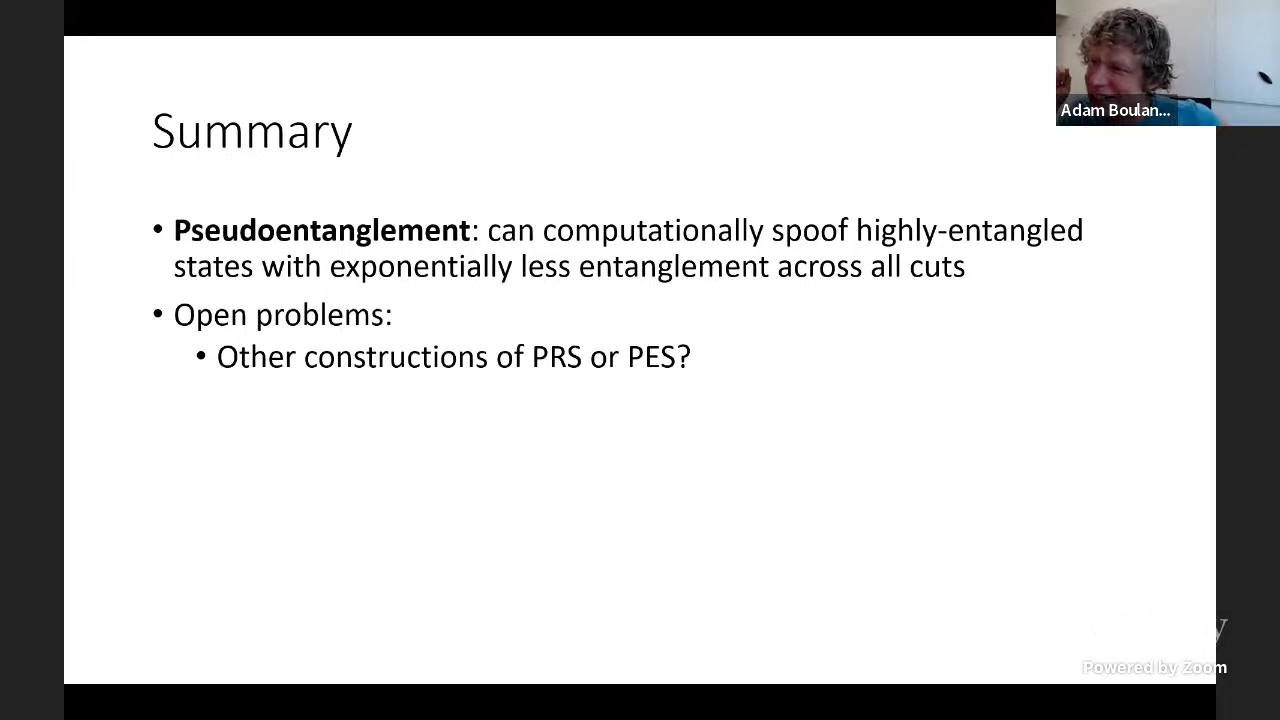 Adam Boulan...
Summary
• Pseudoentanglement: can computationally spoof highly-entangled
states with exponentially less entanglement across all cuts
• Open problems:
• Other constructions of PRS or PES?
Powered by Zoom